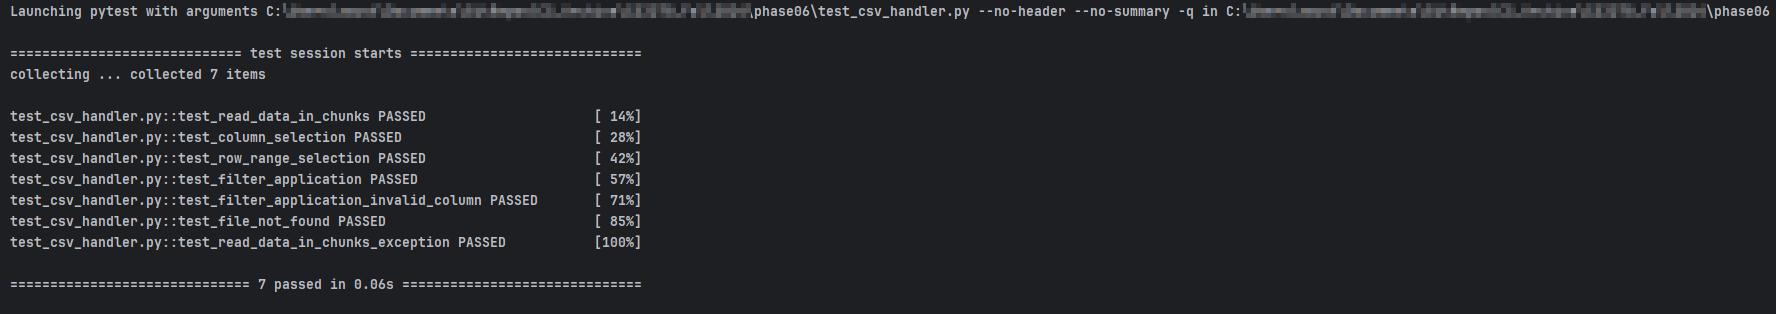 Launching pytest with arguments C:\phase06\test_csv_handler.py --no-header --no-summary -q in C:\phase06
============================= test session starts =============================
collecting ... collected 7 items
test_csv_handler.py::test_read_data_in_chunks PASSED                     [ 14%]
test_csv_handler.py::test_column_selection PASSED                        [ 28%]
test_csv_handler.py::test_row_range_selection PASSED                     [ 42%]
test_csv_handler.py::test_filter_application PASSED                      [ 57%]
test_csv_handler.py::test_filter_application_invalid_column PASSED       [ 71%]
test_csv_handler.py::test_file_not_found PASSED                          [ 85%]
test_csv_handler.py::test_read_data_in_chunks_exception PASSED           [100%]
============================== 7 passed in 0.06s ==============================